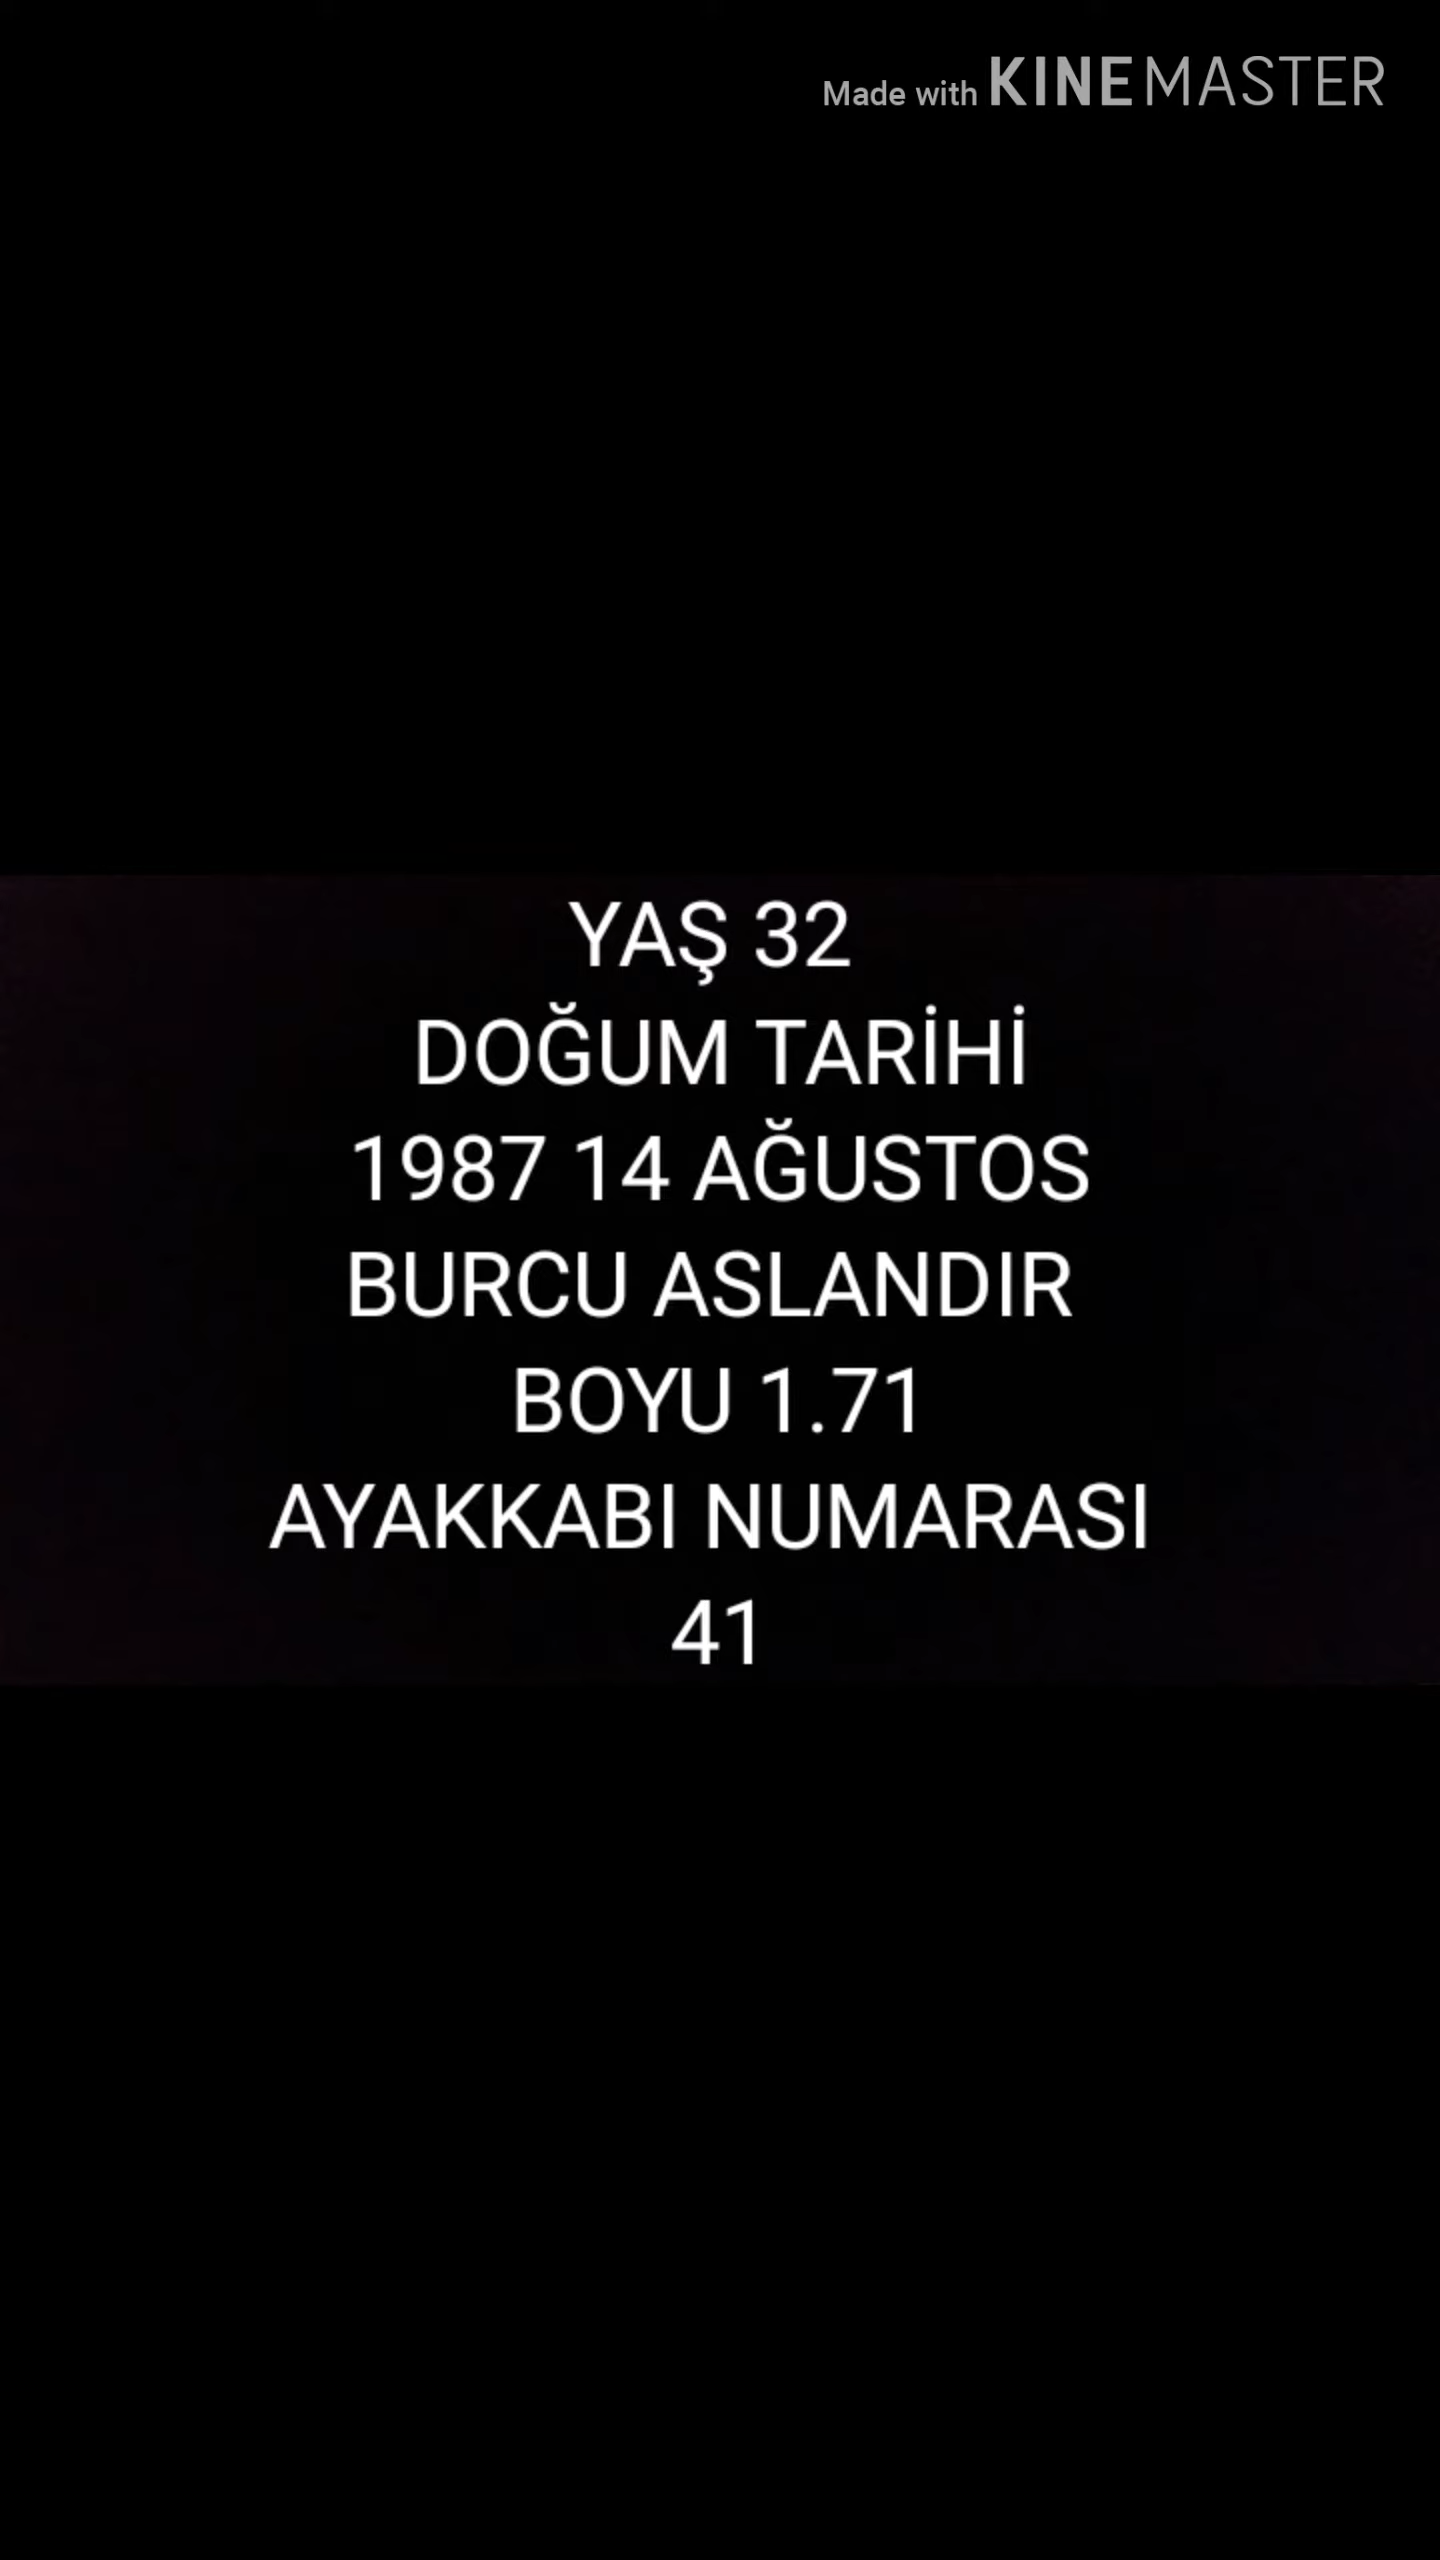 Made with KINEMASTER
YAŞ 32
DOĞUM TARİHİ
1987 14 AĞUSTOS
BURCU ASLANDIR
BOYU 1.71
AYAKKABI NUMARASI
41